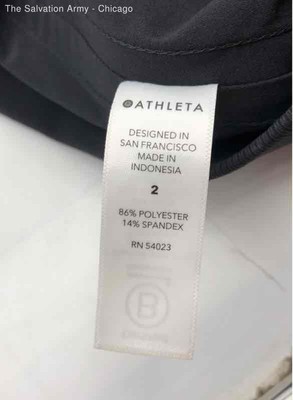 The Salvation Army - Chicago
ATHLETA
DESIGNED IN
SAN FRANCISCO
MADE IN
INDONESIA
2
86% POLYESTER
14% SPANDEX
RN 54023
B